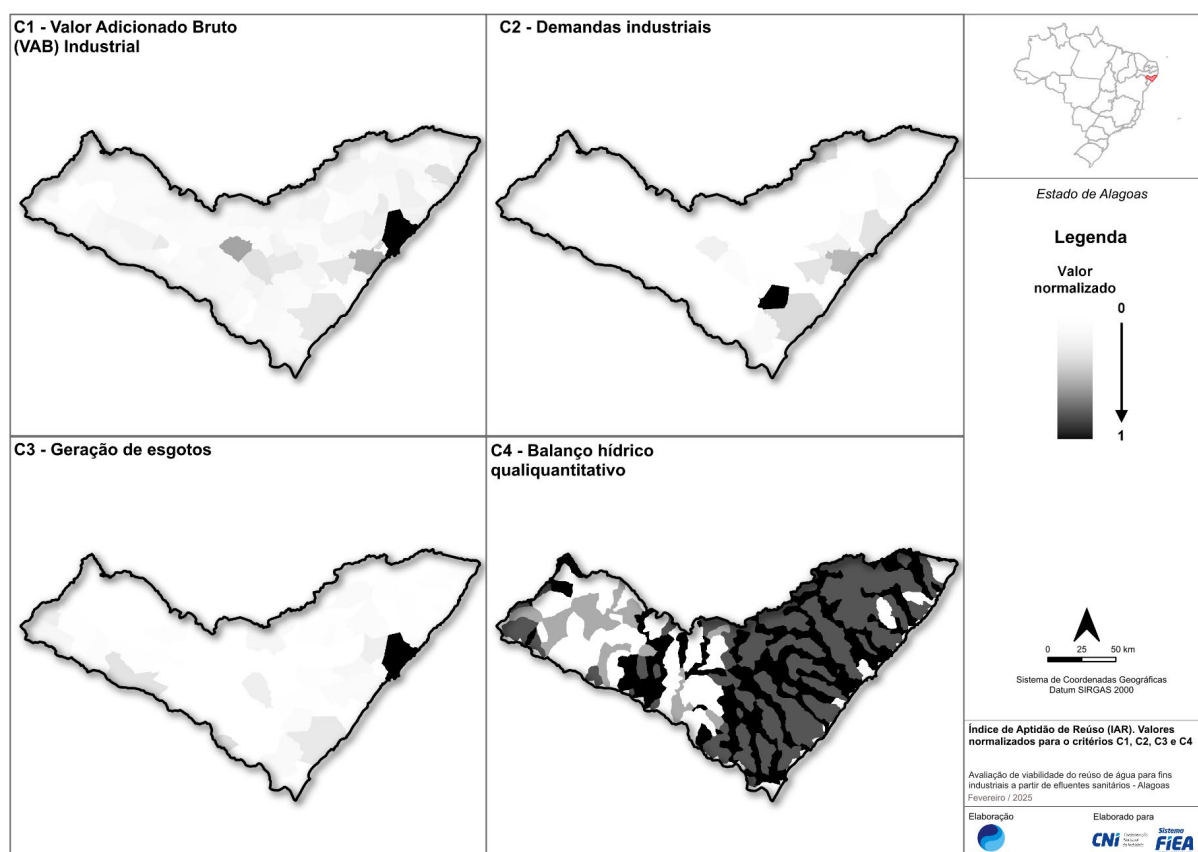 C1 - Valor Adicionado Bruto
(VAB) Industrial
C2 - Demandas industriais
C3 - Geração de esgotos
C4 - Balanço hídrico
qualiquantitativo
Estado de Alagoas
Legenda
Valor
normalizado
0
1
0 25 50 km
Sistema de Coordenadas Geográficas
Datum SIRGAS 2000
Índice de Aptidão de Reúso (IAR). Valores
normalizados para o critérios C1, C2, C3 e C4
Avaliação de viabilidade do reúso de água para fins
industriais a partir de efluentes sanitários - Alagoas
Fevereiro / 2025
Elaboração
Elaborado para
CNi
Sistema
FiEA